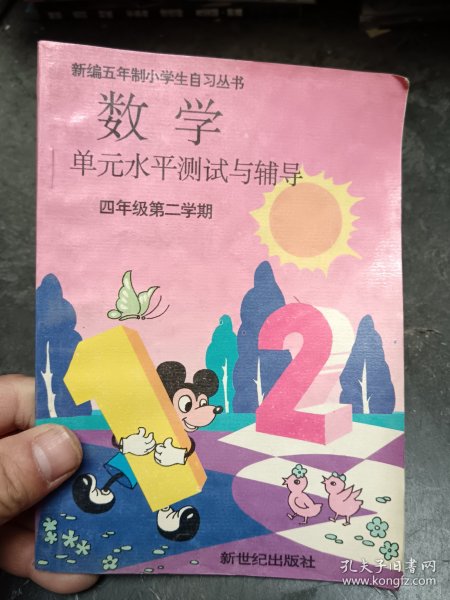 新编五年制小学生自习丛书
数学
单元水平测试与辅导
四年级第二学期
1
2
新世纪出版社
孔夫子旧书网
www.kongfz.com